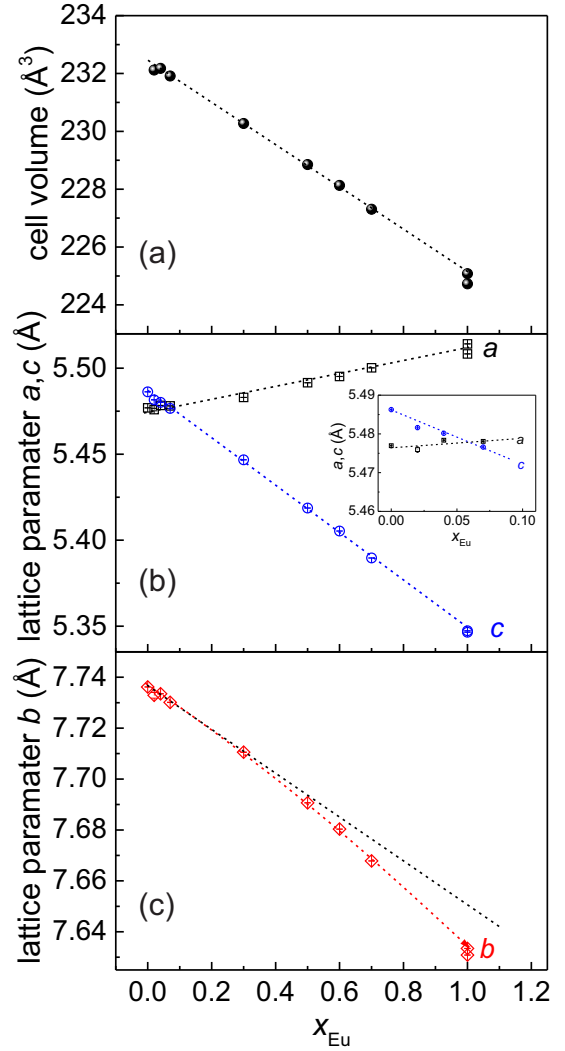 234
232
230
228
226
224
cell volume (Å³)
(a)
5.50
5.45
5.40
5.35
lattice paramater a,c (Å)
a
c
(b)
5.49
5.48
5.47
5.46
a,c (Å)
a
c
0.00 0.05 0.10
x_Eu
7.74
7.72
7.70
7.68
7.66
7.64
lattice paramater b (Å)
(c)
b
0.0 0.2 0.4 0.6 0.8 1.0 1.2
x_Eu